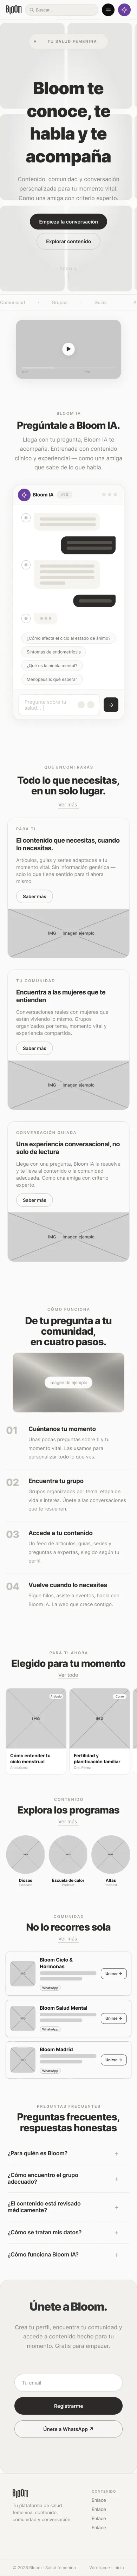 BLOOM
Buscar...
TU SALUD FEMENINA
Bloom te
conoce, te
habla y te
acompaña
Contenido, comunidad y conversación
personalizada para tu momento vital.
Como una amiga con criterio.
Empieza la conversación
Explorar contenido
Comunidad
Grupos
Guías
BLOOM IA
Pregúntale a Bloom IA.
Llega con tu pregunta, Bloom IA te
acompaña. Entrenada con contenido
clínico y experiencial — como una amiga
que sabe de lo que habla.
Bloom IA
¿Cómo afecta el ciclo al estado de ánimo?
Síntomas de endometriosis
¿Qué es la niebla mental?
Menopausia: qué esperar
Pregunta sobre tu
salud...
QUÉ ENCONTRARÁS
Todo lo que necesitas,
en un solo lugar.
Ver más
PARA TI
El contenido que necesitas, cuando
lo necesitas.
Artículos, guías y series adaptadas a tu
momento vital. Sin información genérica —
solo lo que tiene sentido para ti ahora
mismo.
Saber más
IMG — Imagen ejemplo
TU COMUNIDAD
Encuentra a las mujeres que te
entienden
Conversaciones reales con mujeres que
están viviendo lo mismo. Grupos
organizados por tema, momento vital y
experiencia compartida.
Saber más
IMG — Imagen ejemplo
CONVERSACIÓN GUIADA
Una experiencia conversacional, no
solo de lectura
Llega con una pregunta, Bloom IA la resuelve
y te lleva al contenido o la comunidad
adecuada. Como una amiga con criterio
experto.
Saber más
IMG — Imagen ejemplo
CÓMO FUNCIONA
De tu pregunta a tu
comunidad,
en cuatro pasos.
Imagen de ejemplo
01
Cuéntanos tu momento
Unas pocas preguntas sobre ti y tu
momento vital. Las usamos para
personalizar todo lo que ves.
02
Encuentra tu grupo
Grupos organizados por tema, etapa de
vida e interés. Únete a las conversaciones
que te resuenen.
03
Accede a tu contenido
Un feed de artículos, guías, series y
preguntas a expertas, elegido según tu
perfil.
04
Vuelve cuando lo necesites
Sigue hilos, asiste a eventos, habla con
Bloom IA. La web que crece contigo.
PARA TI AHORA
Elegido para tu momento
Ver todo
Artículo
IMG
Cómo entender tu
ciclo menstrual
IMG
Fertilidad y
planificación familiar
CONTENIDO
Explora los programas
Ver más
Diosas
Podcast
Escuela de calor
Podcast
Alfas
Podcast
COMUNIDAD
No lo recorres sola
Ver más
Bloom Ciclo &
Hormonas
WhatsApp
Unirse →
Bloom Salud Mental
WhatsApp
Unirse →
Bloom Madrid
WhatsApp
Unirse →
PREGUNTAS FRECUENTES
Preguntas frecuentes,
respuestas honestas
¿Para quién es Bloom? +
¿Cómo encuentro el grupo
adecuado? +
¿El contenido está revisado
médicamente? +
¿Cómo se tratan mis datos? +
¿Cómo funciona Bloom IA? +
Únete a Bloom.
Crea tu perfil, encuentra tu comunidad y
accede a contenido hecho para tu
momento. Gratis para empezar.
Tu email
Registrarme
Únete a WhatsApp ↗
BLOOM
Tu plataforma de salud
femenina: contenido,
comunidad y conversación.
CONTENIDO
Enlace
Enlace
Enlace
Enlace
© 2026 Bloom · Salud femenina
Wireframe · Inicio